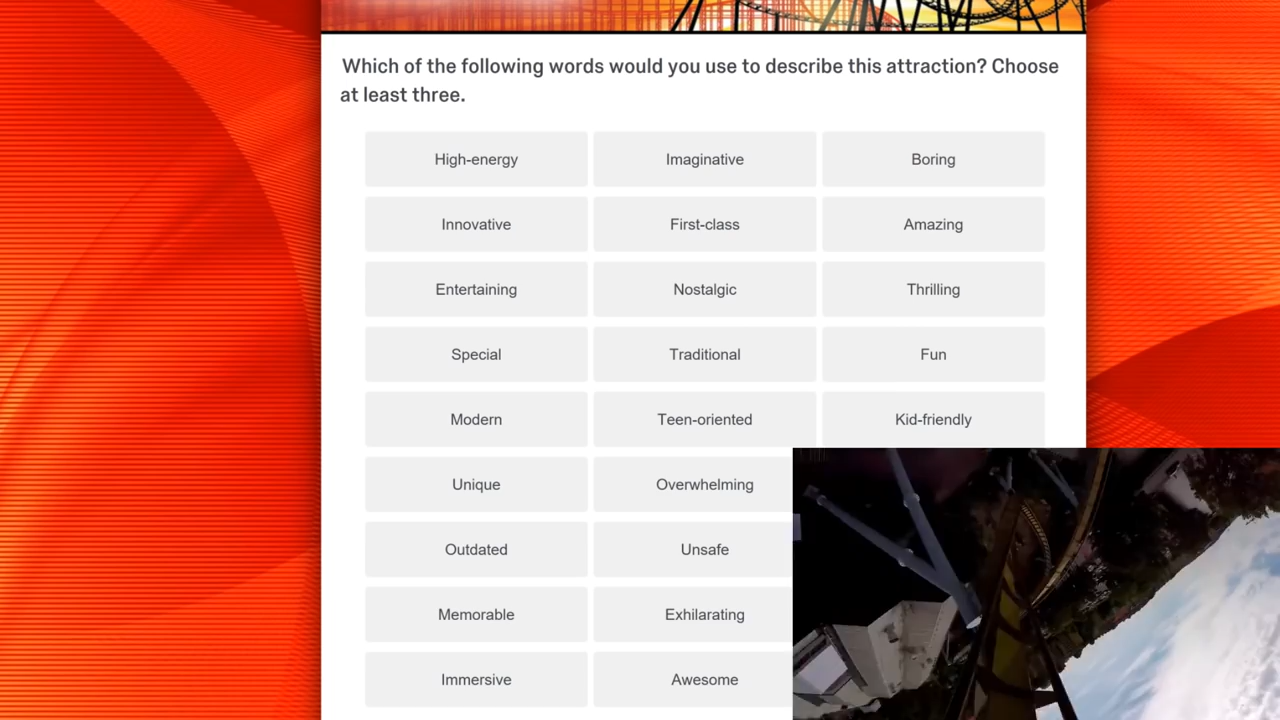 Which of the following words would you use to describe this attraction? Choose
at least three.
High-energy
Imaginative
Boring
Innovative
First-class
Amazing
Entertaining
Nostalgic
Thrilling
Special
Traditional
Fun
Modern
Teen-oriented
Kid-friendly
Unique
Overwhelming
Outdated
Unsafe
Memorable
Exhilarating
Immersive
Awesome